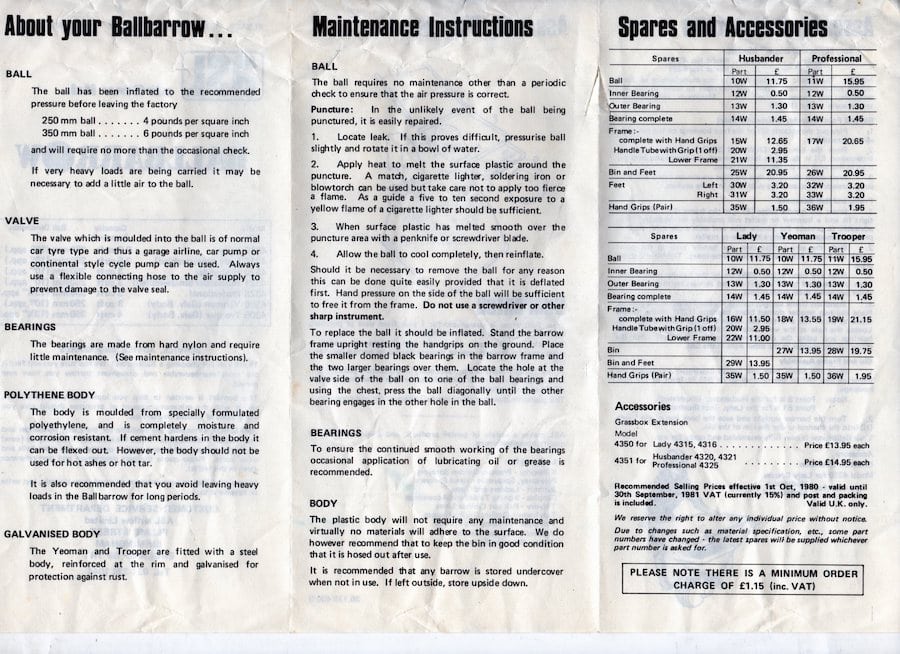 About your Ballbarrow...
BALL
The ball has been inflated to the recommended
pressure before leaving the factory
250 mm ball ....... 4 pounds per square inch
350 mm ball ....... 6 pounds per square inch
and will require no more than the occasional check.
If very heavy loads are being carried it may be
necessary to add a little air to the ball.
VALVE
The valve which is moulded into the ball is of normal
car tyre type and thus a garage airline, car pump or
continental style cycle pump can be used. Always
use a flexible connecting hose to the air supply to
prevent damage to the valve seal.
BEARINGS
The bearings are made from hard nylon and require
little maintenance. (See maintenance instructions).
POLYTHENE BODY
The body is moulded from specially formulated
polyethylene, and is completely moisture and
corrosion resistant. If cement hardens in the body it
can be flexed out. However, the body should not be
used for hot ashes or hot tar.
It is also recommended that you avoid leaving heavy
loads in the Ballbarrow for long periods.
GALVANISED BODY
The Yeoman and Trooper are fitted with a steel
body, reinforced at the rim and galvanised for
protection against rust.
Maintenance Instructions
BALL
The ball requires no maintenance other than a periodic
check to ensure that the air pressure is correct.
Puncture: In the unlikely event of the ball being
punctured, it is easily repaired.
1. Locate leak. If this proves difficult, pressurise ball
slightly and rotate it in a bowl of water.
2. Apply heat to melt the surface plastic around the
puncture. A match, cigarette lighter, soldering iron or
blowtorch can be used but take care not to apply too fierce
a flame. As a guide a five to ten second exposure to a
yellow flame of a cigarette lighter should be sufficient.
3. When surface plastic has melted smooth over the
puncture area with a penknife or screwdriver blade.
4. Allow the ball to cool completely, then reinflate.
Should it be necessary to remove the ball for any reason
this can be done quite easily provided that it is deflated
first. Hand pressure on the side of the ball will be sufficient
to free it from the frame. Do not use a screwdriver or other
sharp instrument.
To replace the ball it should be inflated. Stand the barrow
frame upright resting the handgrips on the ground. Place
the smaller domed black bearings in the barrow frame and
the two larger bearings over them. Locate the hole at the
valve side of the ball on to one of the ball bearings and
using the chest, press the ball diagonally until the other
bearing engages in the other hole in the ball.
BEARINGS
To ensure the continued smooth working of the bearings
occasional application of lubricating oil or grease is
recommended.
BODY
The plastic body will not require any maintenance and
virtually no materials will adhere to the surface. We do
however recommend that to keep the bin in good condition
that it is hosed out after use.
It is recommended that any barrow is stored undercover
when not in use. If left outside, store upside down.
Spares and Accessories
Spares Husbander Professional
Part £ Part £
Ball 10W 11.75 11W 15.95
Inner Bearing 12W 0.50 12W 0.50
Outer Bearing 13W 1.30 13W 1.30
Bearing complete 14W 1.45 14W 1.45
Frame:-
complete with Hand Grips 15W 12.65 17W 20.65
Handle Tube with Grip (1 off) 20W 2.95
Lower Frame 21W 11.35
Bin and Feet 25W 20.95 26W 20.95
Feet Left 30W 3.20 32W 3.20
Right 31W 3.20 33W 3.20
Hand Grips (Pair) 35W 1.50 36W 1.95
Spares Lady Yeoman Trooper
Part £ Part £ Part £
Ball 10W 11.75 10W 11.75 11W 15.95
Inner Bearing 12W 0.50 12W 0.50 12W 0.50
Outer Bearing 13W 1.30 13W 1.30 13W 1.30
Bearing complete 14W 1.45 14W 1.45 14W 1.45
Frame:-
complete with Hand Grips 16W 11.50 18W 13.55 19W 21.15
Handle Tube with Grip (1 off) 20W 2.95
Lower Frame 22W 11.00
Bin 27W 13.95 28W 19.75
Bin and Feet 29W 13.95
Hand Grips (Pair) 35W 1.50 35W 1.50 36W 1.95
Accessories
Grassbox Extension
Model
4350 for Lady 4315, 4316 .............. Price £13.95 each
4351 for Husbander 4320, 4321
Professional 4325 .......... Price £14.95 each
Recommended Selling Prices effective 1st Oct, 1980 - valid until
30th September, 1981 VAT (currently 15%) and post and packing
is included. Valid U.K. only.
We reserve the right to alter any individual price without notice.
Due to changes such as material specification, etc., some part
numbers have changed - the latest spares will be supplied whichever
part number is asked for.
PLEASE NOTE THERE IS A MINIMUM ORDER
CHARGE OF £1.15 (inc. VAT)